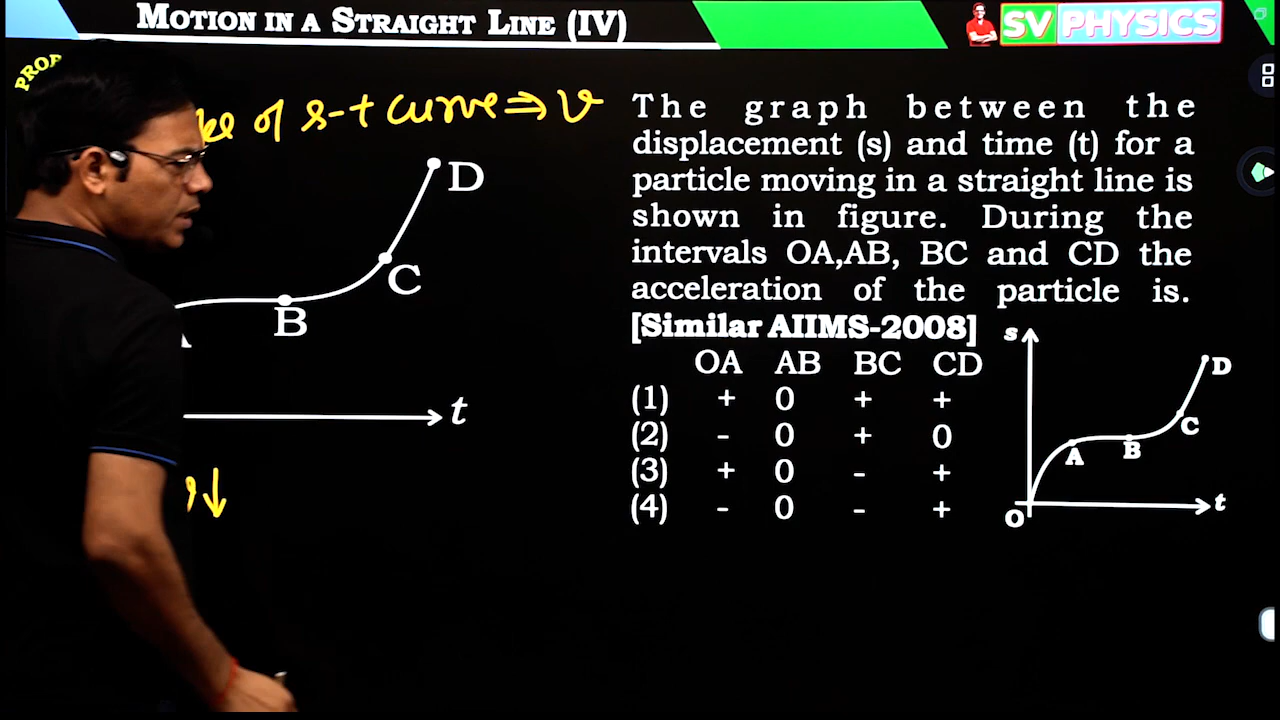 MOTION IN A STRAIGHT LINE (IV)
SV PHYSICS
of s-t curve ⇒ v
D
C
B
t
↓
The graph between the
displacement (s) and time (t) for a
particle moving in a straight line is
shown in figure. During the
intervals OA,AB, BC and CD the
acceleration of the particle is.
[Similar AIIMS-2008]
OA AB BC CD
(1) + 0 + +
(2) - 0 + 0
(3) + 0 - +
(4) - 0 - +
s
D
C
A
B
t
O